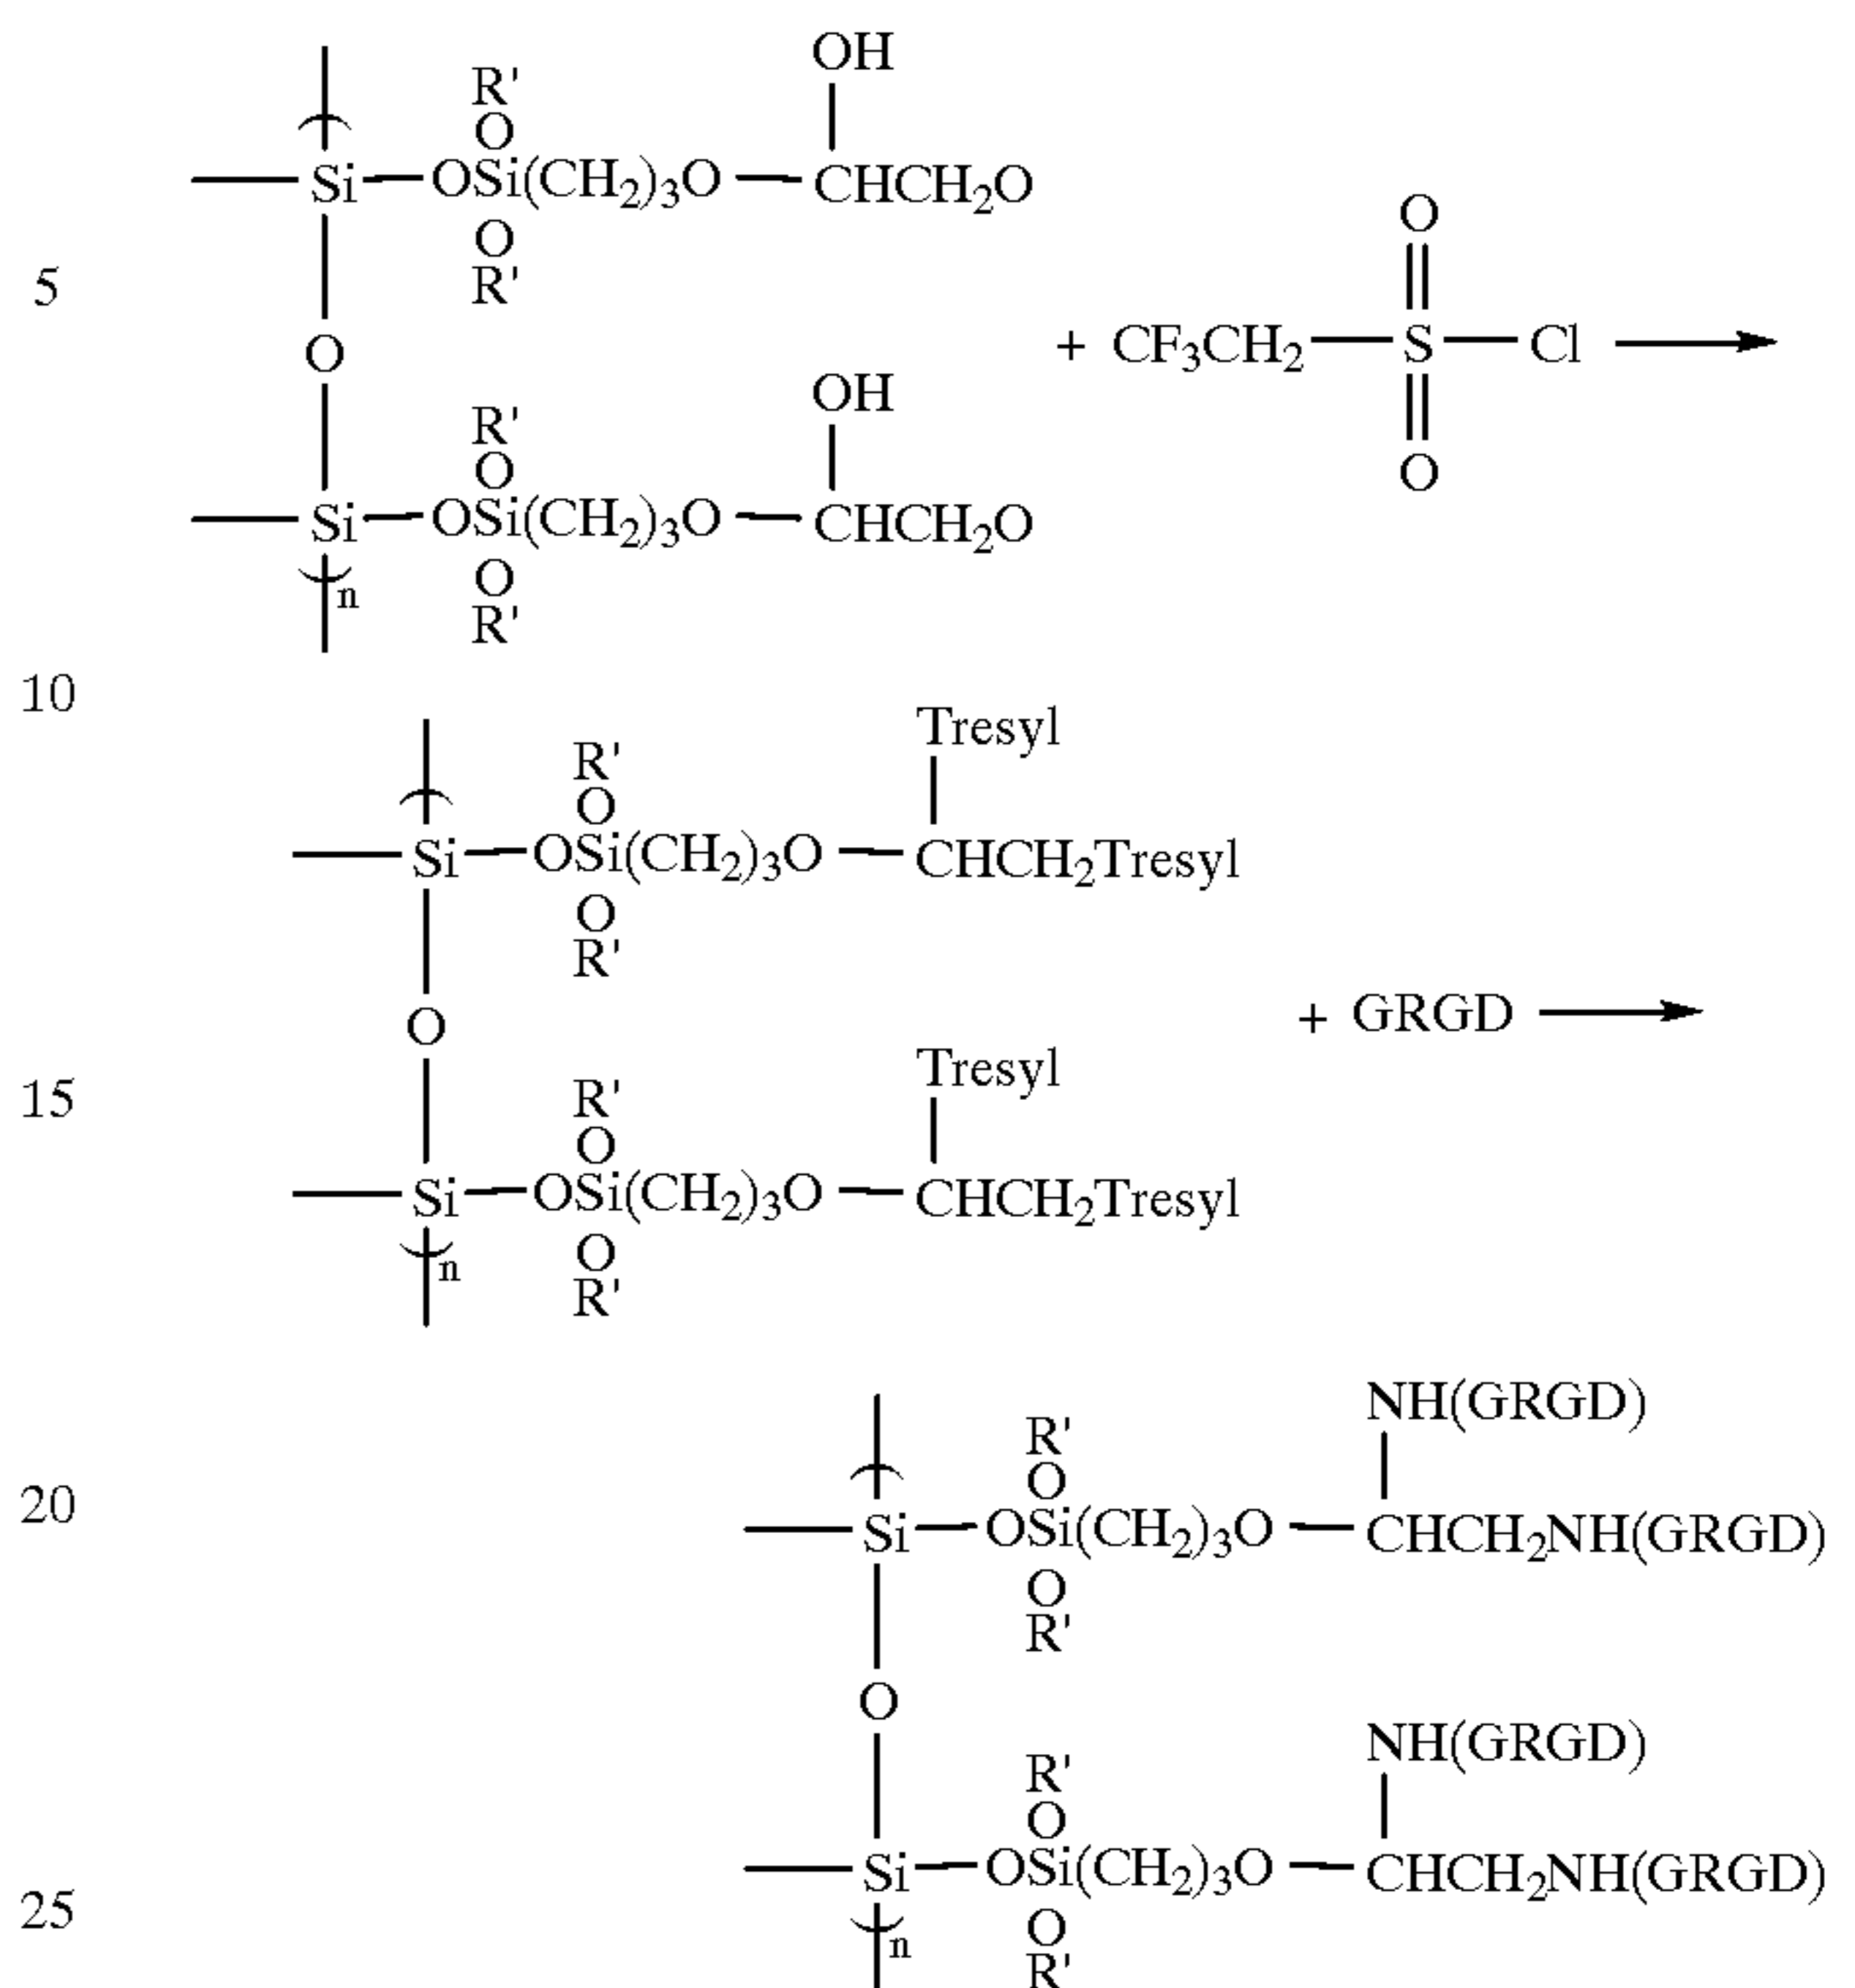 OH
R'
O
Si OSi(CH2)3O CHCH2O
O
O
R'
5
+ CF3CH2 S Cl
O
OH
R'
O
O
Si OSi(CH2)3O CHCH2O
O
n
R'
10
Tresyl
R'
O
Si OSi(CH2)3O CHCH2Tresyl
O
R'
O
+ GRGD
Tresyl
15
R'
O
Si OSi(CH2)3O CHCH2Tresyl
O
n
R'
NH(GRGD)
R'
O
20
Si OSi(CH2)3O CHCH2NH(GRGD)
O
R'
O
NH(GRGD)
R'
O
Si OSi(CH2)3O CHCH2NH(GRGD)
25
O
n
R'